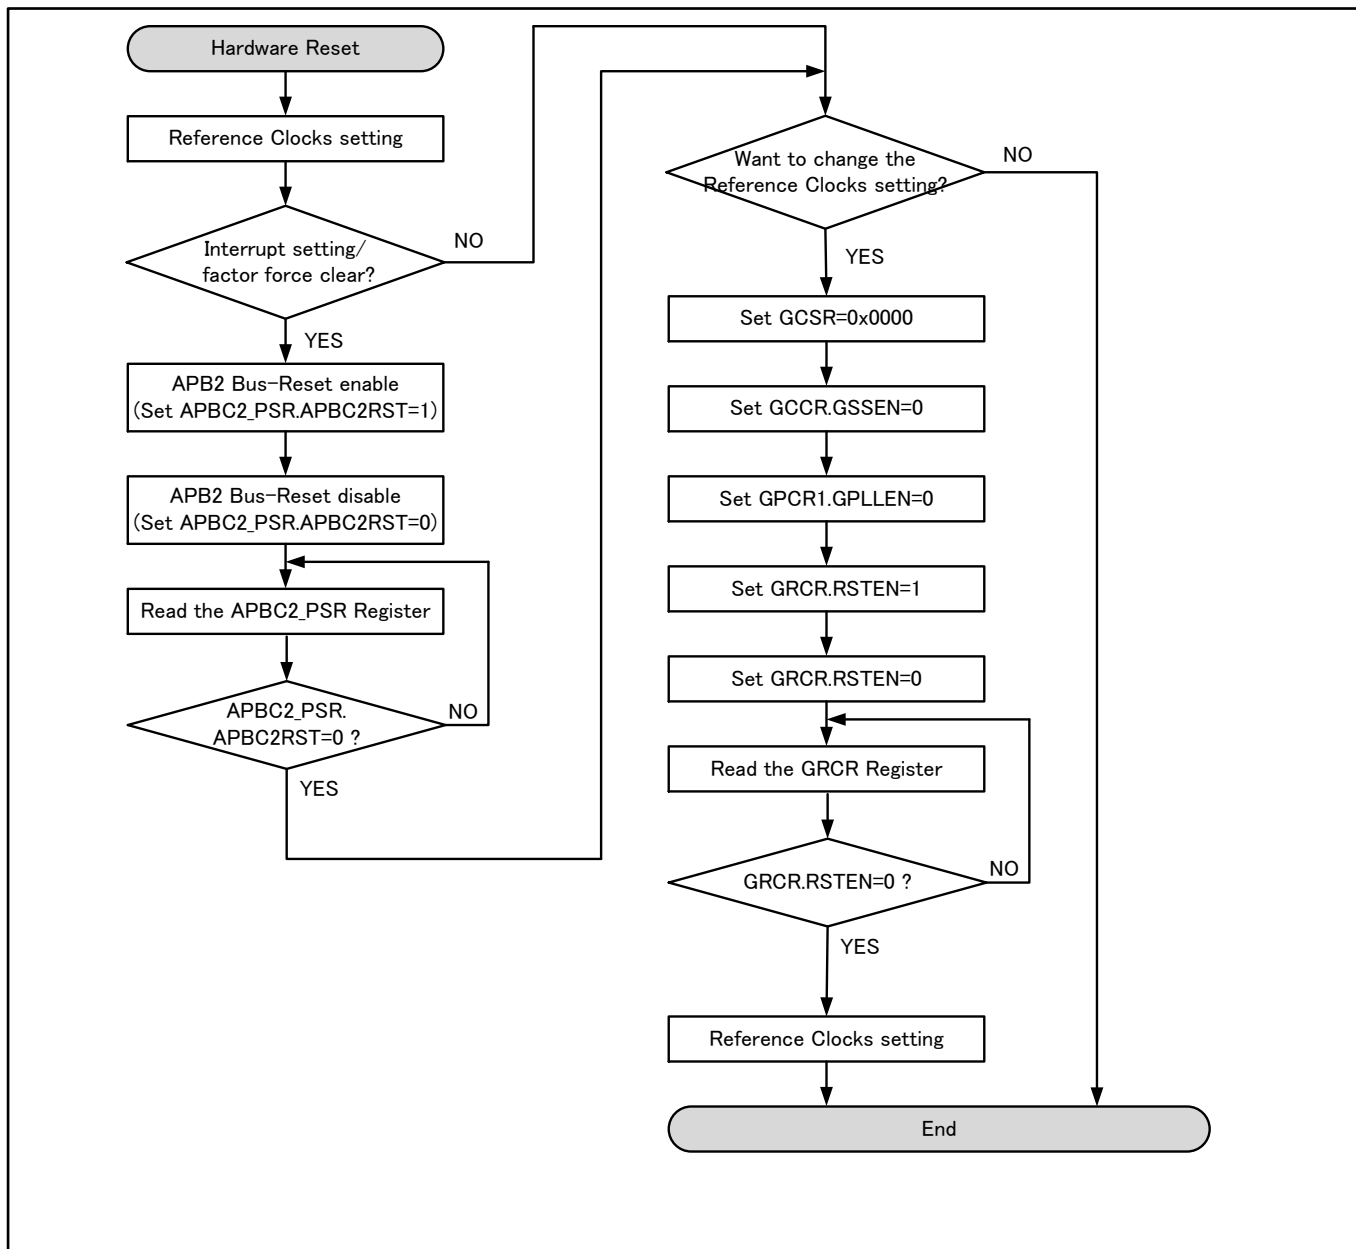 Hardware Reset
Reference Clocks setting
Interrupt setting/
factor force clear?
NO
YES
APB2 Bus-Reset enable
(Set APBC2_PSR.APBC2RST=1)
APB2 Bus-Reset disable
(Set APBC2_PSR.APBC2RST=0)
Read the APBC2_PSR Register
APBC2_PSR.
APBC2RST=0 ?
NO
YES
Want to change the
Reference Clocks setting?
NO
YES
Set GCSR=0x0000
Set GCCR.GSSEN=0
Set GPCR1.GPLLEN=0
Set GRCR.RSTEN=1
Set GRCR.RSTEN=0
Read the GRCR Register
GRCR.RSTEN=0 ?
NO
YES
Reference Clocks setting
End